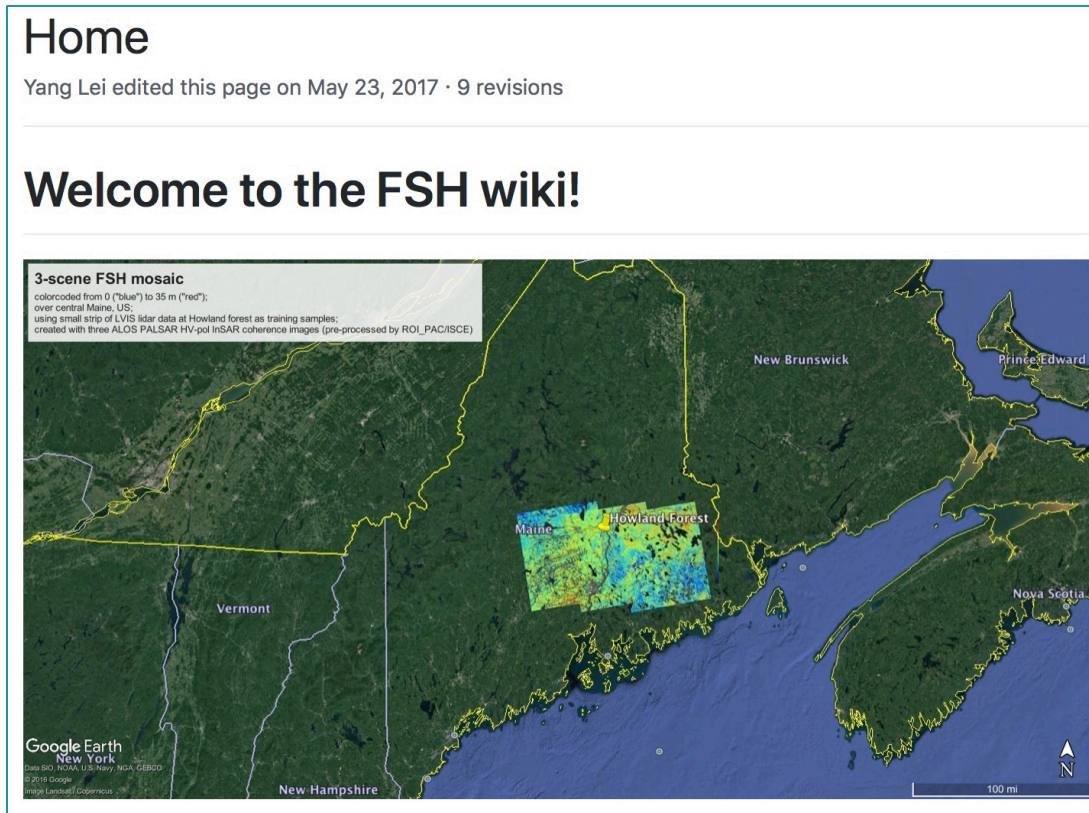 Home
Yang Lei edited this page on May 23, 2017 · 9 revisions
Welcome to the FSH wiki!
3-scene FSH mosaic
colorcoded from 0 ("blue") to 35 m ("red");
over central Maine, US;
using small strip of LVIS lidar data at Howland forest as training samples;
created with three ALOS PALSAR HV-pol InSAR coherence images (pre-processed by ROI_PAC/ISCE)
New Brunswick
Prince Edward
Howland Forest
Maine
Nova Scotia
Vermont
Google Earth
New York
Data SIO, NOAA, U.S. Navy, NGA, GEBCO
© 2016 Google
Image Landsat / Copernicus
New Hampshire
N
100 mi